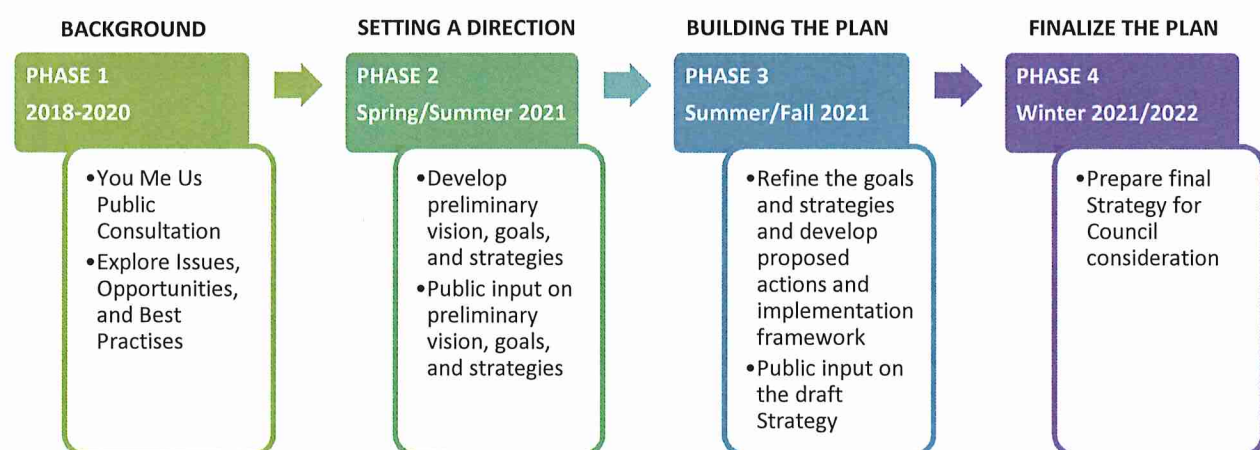 BACKGROUND
PHASE 1
2018-2020
•You Me Us
Public
Consultation
•Explore Issues,
Opportunities,
and Best
Practises
SETTING A DIRECTION
PHASE 2
Spring/Summer 2021
•Develop
preliminary
vision, goals,
and strategies
•Public input on
preliminary
vision, goals,
and strategies
BUILDING THE PLAN
PHASE 3
Summer/Fall 2021
•Refine the goals
and strategies
and develop
proposed
actions and
implementation
framework
•Public input on
the draft
Strategy
FINALIZE THE PLAN
PHASE 4
Winter 2021/2022
•Prepare final
Strategy for
Council
consideration